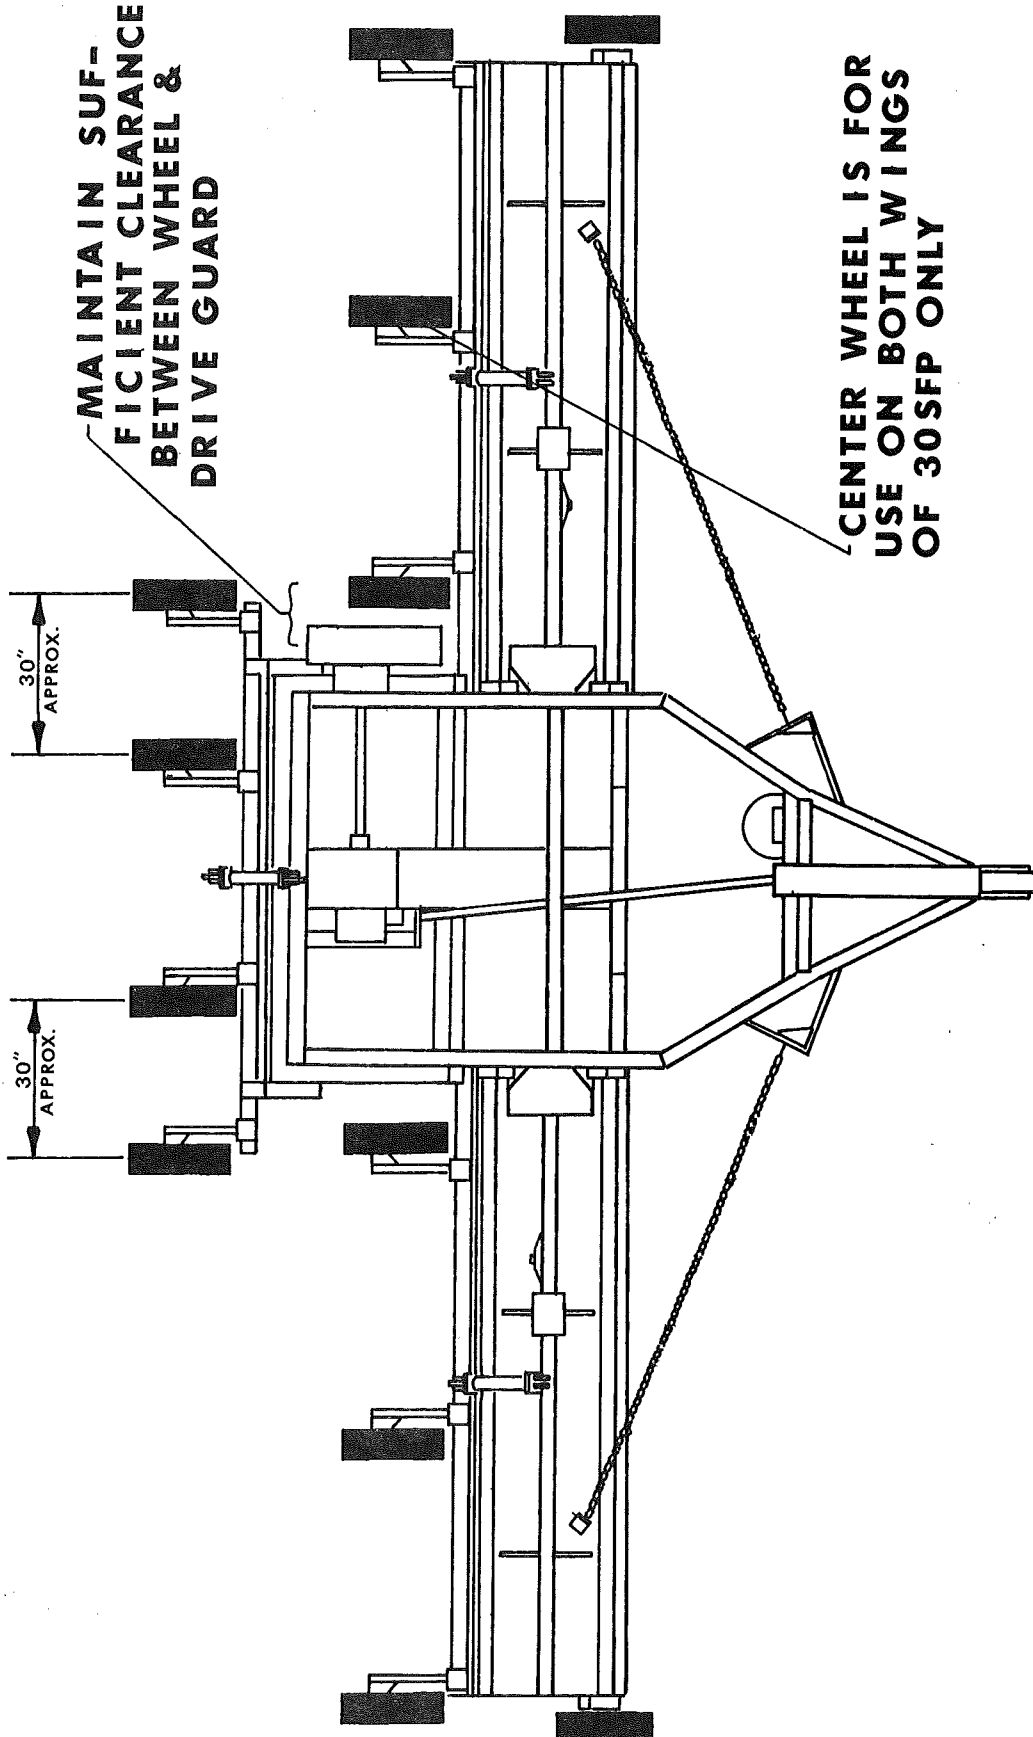 30"
APPROX.
30"
APPROX.
MAINTAIN SUF-
FICIENT CLEARANCE
BETWEEN WHEEL &
DRIVE GUARD
CENTER WHEEL IS FOR
USE ON BOTH WINGS
OF 30SFP ONLY